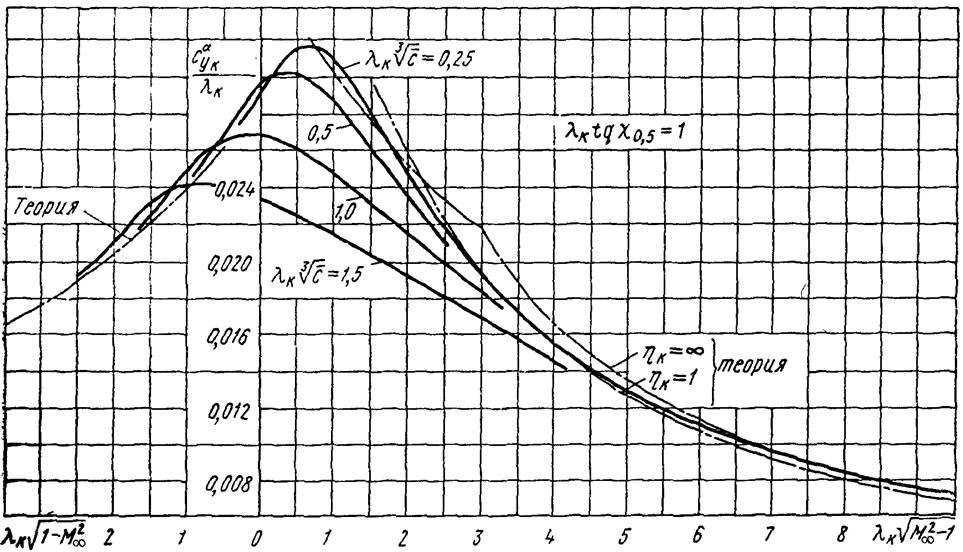 c^α_yк / λк
λк ∛c̄ = 0,25
0,5
λк tg χ0,5 = 1
0,024
Теория
1,0
0,020
λк ∛c̄ = 1,5
0,016
ηк = ∞
ηк = 1
} теория
0,012
0,008
λк √1−M²∞ 2 1 0 1 2 3 4 5 6 7 8 λк √M²∞−1